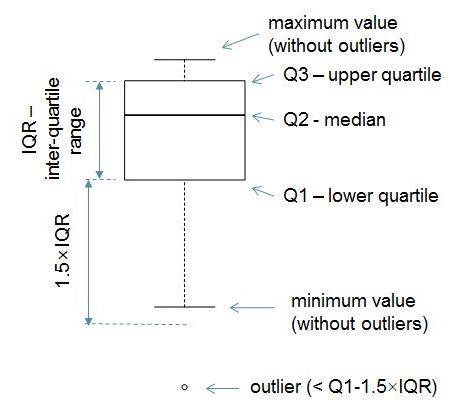 maximum value
(without outliers)
Q3 – upper quartile
Q2 - median
IQR –
inter-quartile
range
Q1 – lower quartile
1.5×IQR
minimum value
(without outliers)
outlier (< Q1-1.5×IQR)